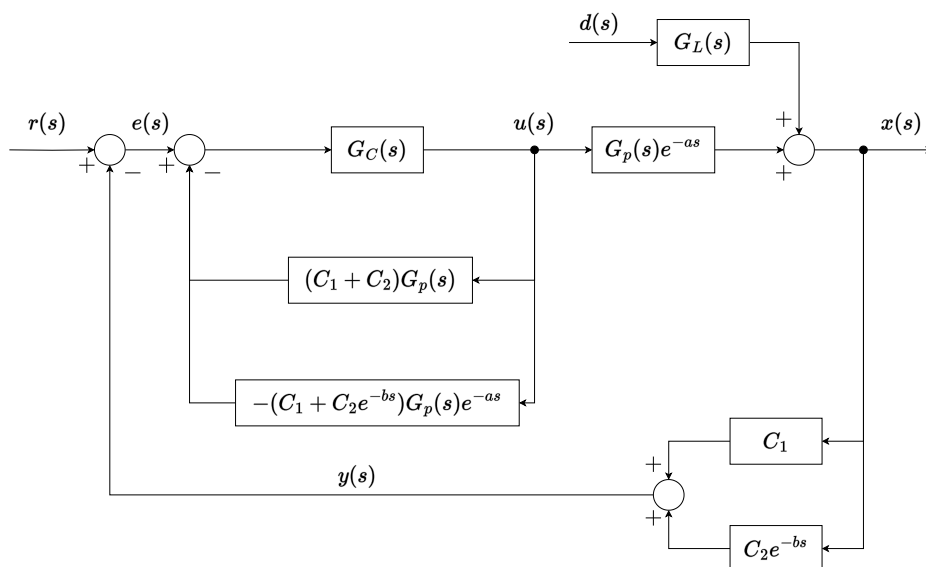 d(s)
G_L(s)
r(s)
e(s)
u(s)
x(s)
G_C(s)
G_p(s)e^{-as}
+
+
+
−
−
+
(C_1 + C_2)G_p(s)
−(C_1 + C_2e^{-bs})G_p(s)e^{-as}
C_1
+
y(s)
+
C_2e^{-bs}